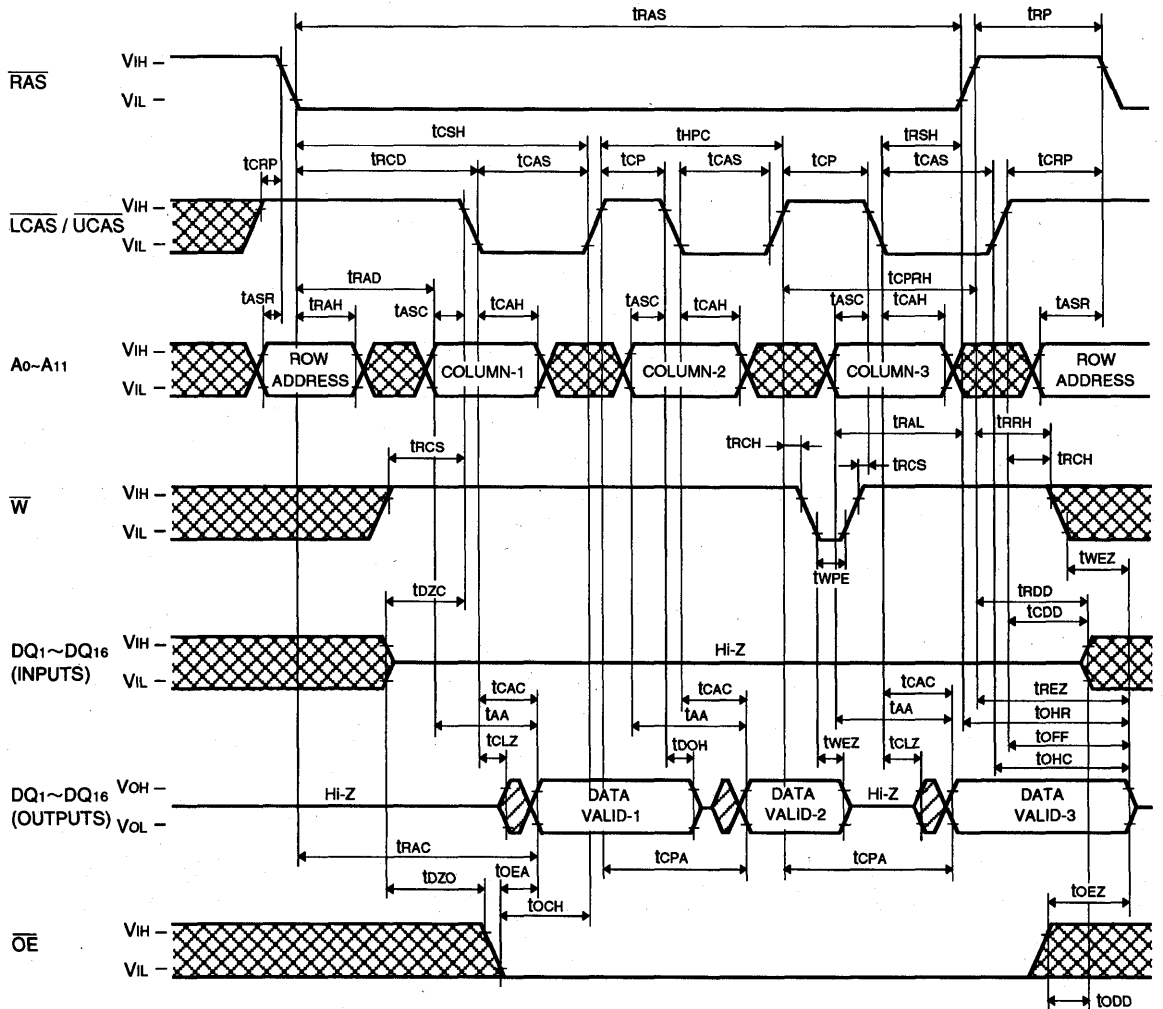 tRAS tRP
RAS VIH
VIL
tCSH tHPC tRSH
tCRP tRCD tCAS tCP tCAS tCP tCAS tCRP
LCAS / UCAS VIH
VIL
tRAD tCPRH
tASR tRAH tASC tCAH tASC tCAH tASC tCAH tASR
A0~A11 VIH
VIL
ROW ADDRESS COLUMN-1 COLUMN-2 COLUMN-3 ROW ADDRESS
tRAL tRRH
tRCS tRCH tRCS tRCH
W VIH
VIL
tWPE tWEZ
tDZC tRDD
tCDD
DQ1~DQ16 (INPUTS) VIH
VIL
Hi-Z
tCAC tCAC tCAC tREZ
tAA tAA tAA tOHR
tCLZ tDOH tWEZ tCLZ tOFF
tOHC
DQ1~DQ16 (OUTPUTS) VOH
VOL
Hi-Z DATA VALID-1 DATA VALID-2 Hi-Z DATA VALID-3
tRAC tCPA tCPA
tDZO tOEA tOEZ
tOCH
OE VIH
VIL
tODD